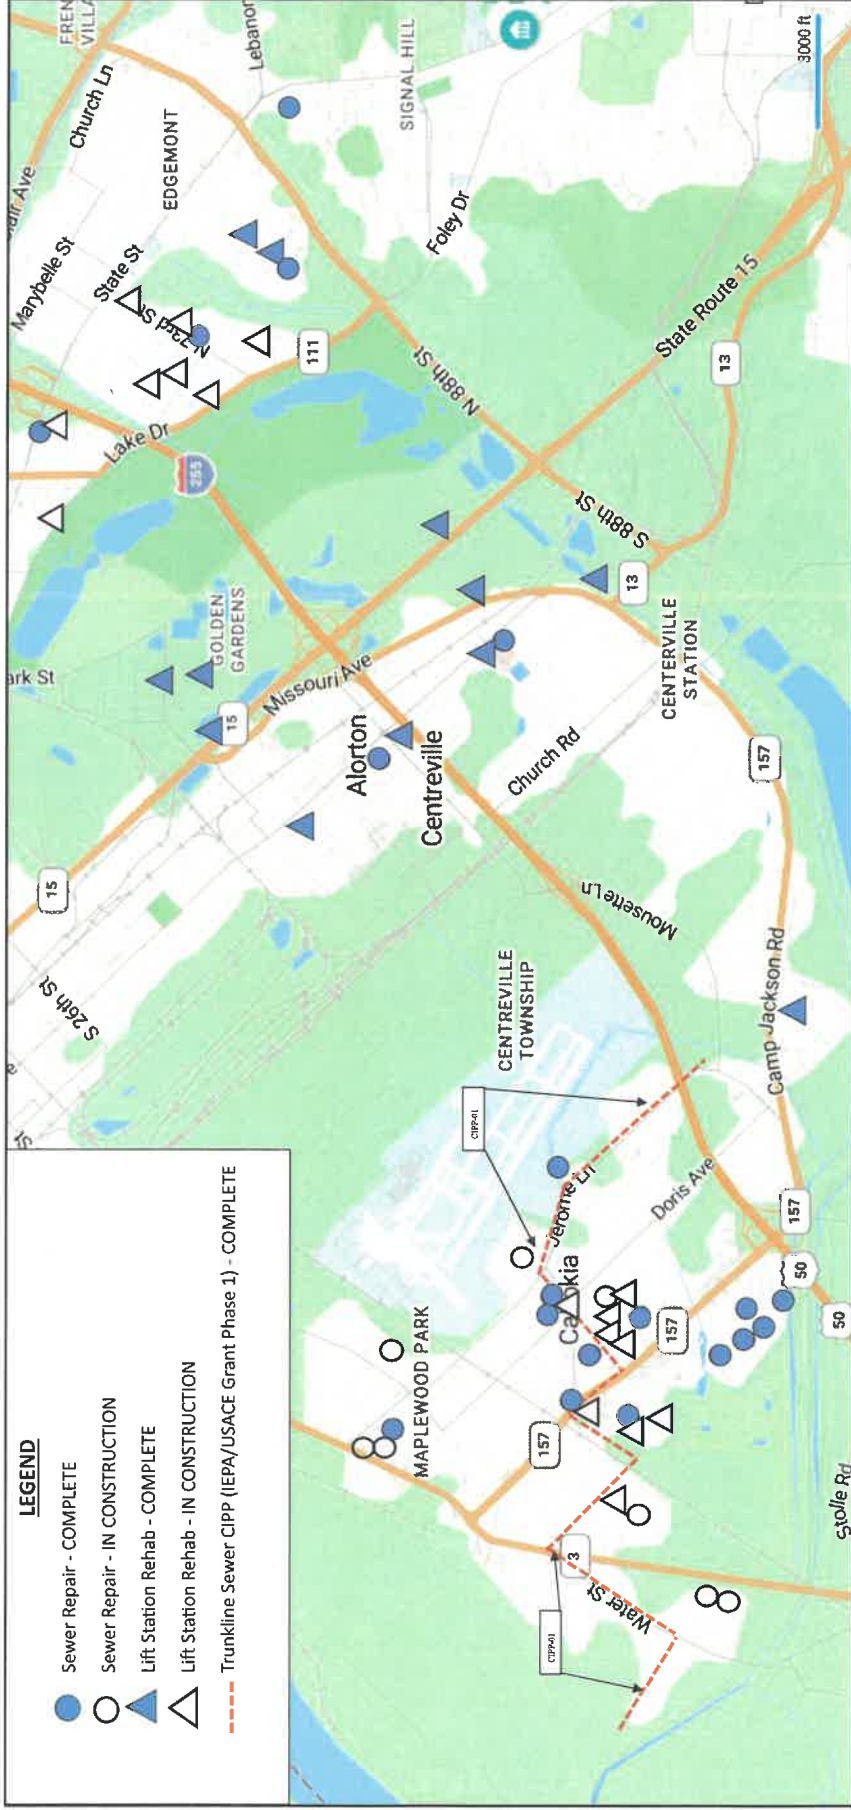 LEGEND
Sewer Repair - COMPLETE
Sewer Repair - IN CONSTRUCTION
Lift Station Rehab - COMPLETE
Lift Station Rehab - IN CONSTRUCTION
Trunkline Sewer CIPP (IEPA/USACE Grant Phase 1) - COMPLETE
S 26th St
15
ark St
Lake Dr
Marybelle St
Church Ln
State St
N 73rd St
EDGEMONT
Lebanon
255
111
GOLDEN
GARDENS
15
Missouri Ave
Alorton
Centreville
SIGNAL HILL
Foley Dr
N 88th St
S 88th St
State Route 15
13
13
CENTERVILLE
STATION
Church Rd
157
Mousette Ln
CENTREVILLE
TOWNSHIP
CIPP-01
MAPLEWOOD PARK
Jerome Ln
Doris Ave
Camp Jackson Rd
157
157
157
50
50
3
Water St
CIPP-01
Stolle Rd
3000 ft